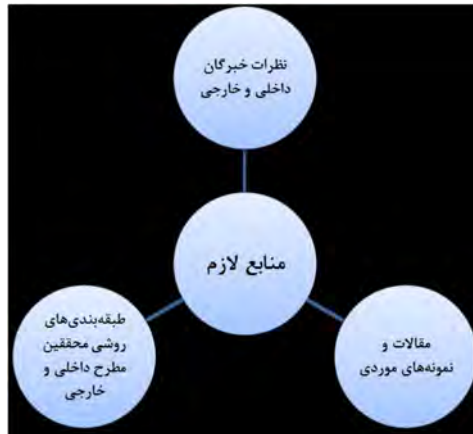 نظرات خبرگان
داخلی و خارجی
منابع لازم
مقالات و
نمونه‌های موردی
طبقه‌بندی‌های
روشی محققین
مطرح داخلی و
خارجی